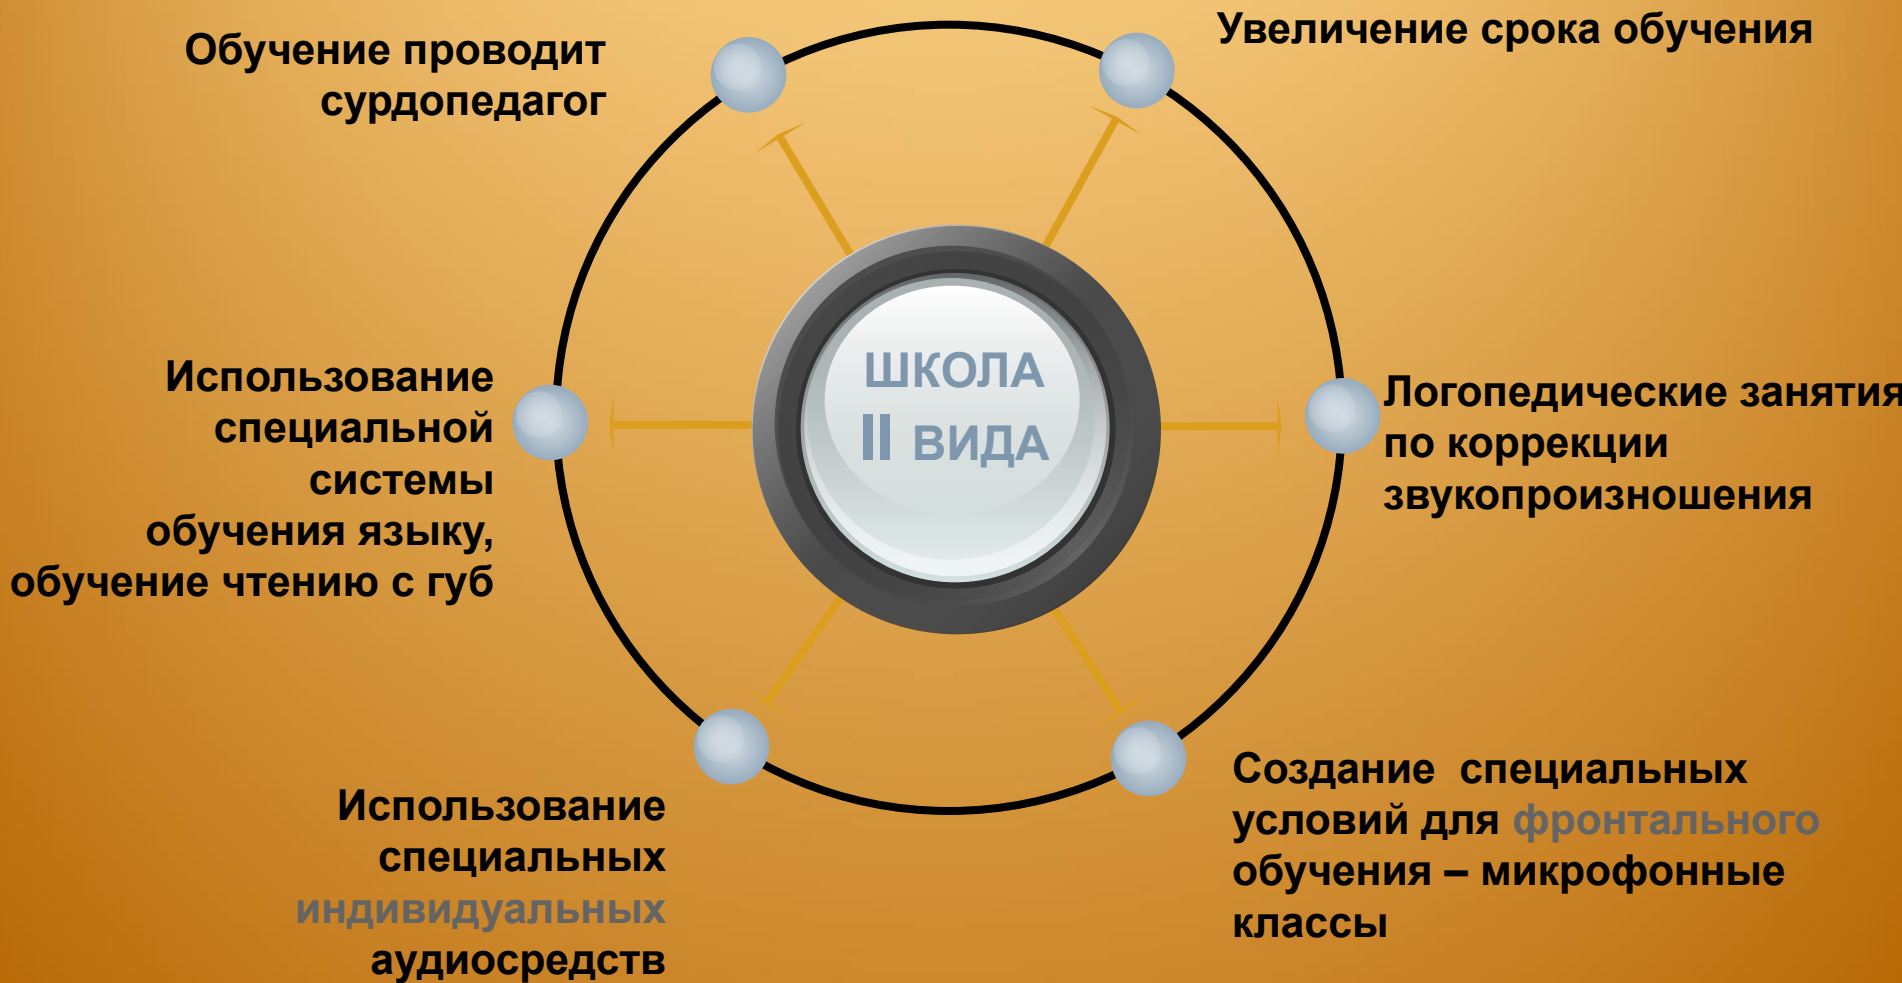 Обучение проводит
сурдопедагог
Увеличение срока обучения
ШКОЛА
II ВИДА
Использование
специальной
системы
обучения языку,
обучение чтению с губ
Логопедические занятия
по коррекции
звукопроизношения
Использование
специальных
индивидуальных
аудиосредств
Создание специальных
условий для фронтального
обучения – микрофонные
классы